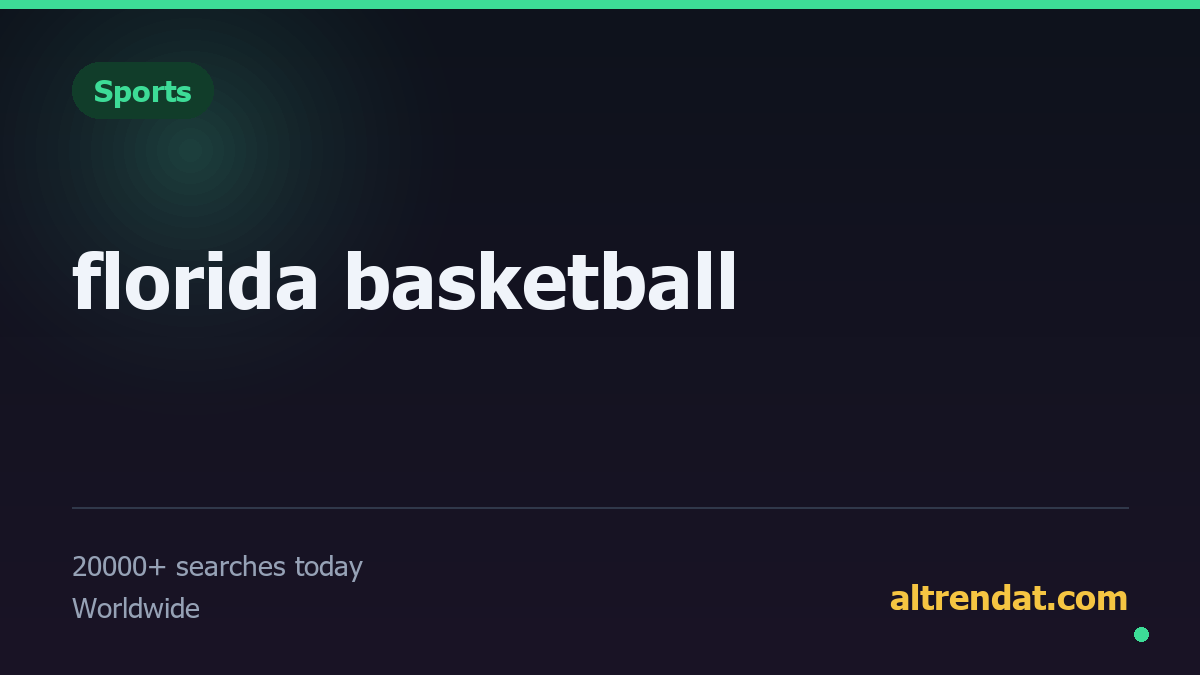 Sports
florida basketball
20000+ searches today
Worldwide
altrendat.com